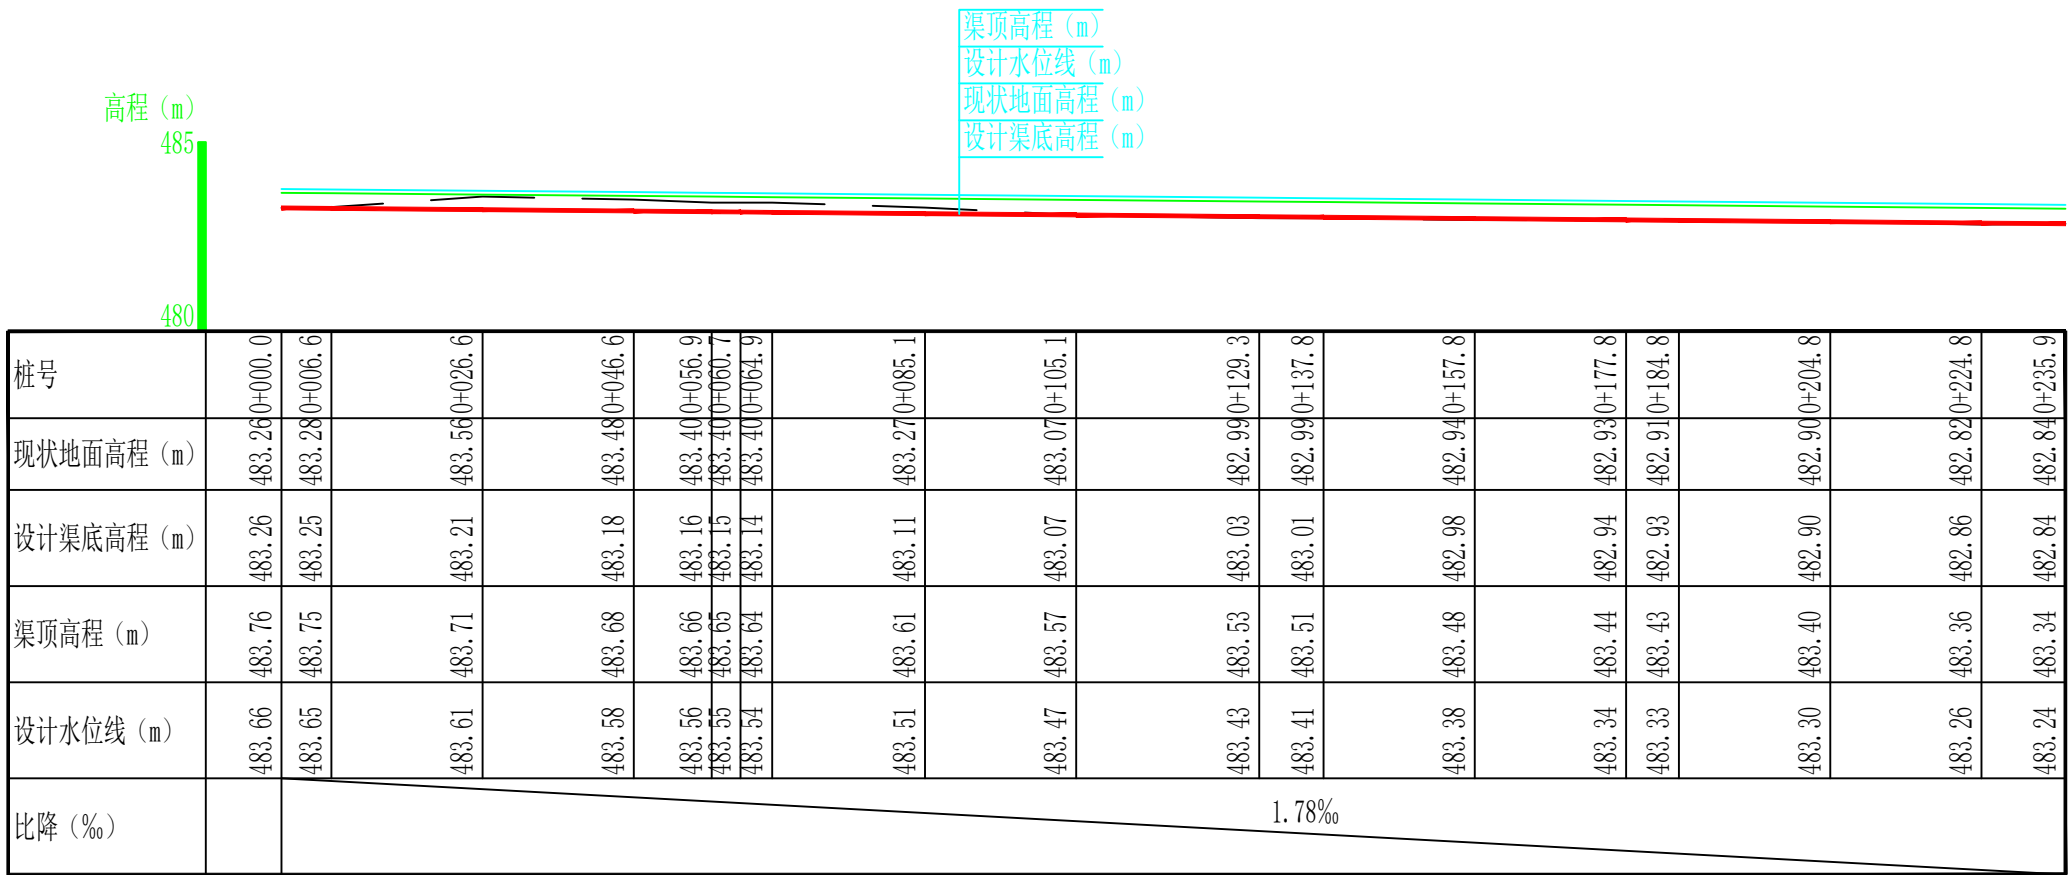 渠顶高程（m）
设计水位线（m）
现状地面高程（m）
设计渠底高程（m）
高程（m）
485
480
桩号 0+000.0 0+006.6 0+026.6 0+046.6 0+056.9 0+060.7 0+064.9 0+085.1 0+105.1 0+129.3 0+137.8 0+157.8 0+177.8 0+184.8 0+204.8 0+224.8 0+235.9
现状地面高程（m） 483.26 483.28 483.56 483.48 483.40 483.40 483.40 483.27 483.07 482.99 482.99 482.94 482.93 482.91 482.90 482.82 482.84
设计渠底高程（m） 483.26 483.25 483.21 483.18 483.16 483.15 483.14 483.11 483.07 483.03 483.01 482.98 482.94 482.93 482.90 482.86 482.84
渠顶高程（m） 483.76 483.75 483.71 483.68 483.66 483.65 483.64 483.61 483.57 483.53 483.51 483.48 483.44 483.43 483.40 483.36 483.34
设计水位线（m） 483.66 483.65 483.61 483.58 483.56 483.55 483.54 483.51 483.47 483.43 483.41 483.38 483.34 483.33 483.30 483.26 483.24
比降（‰） 1.78‰